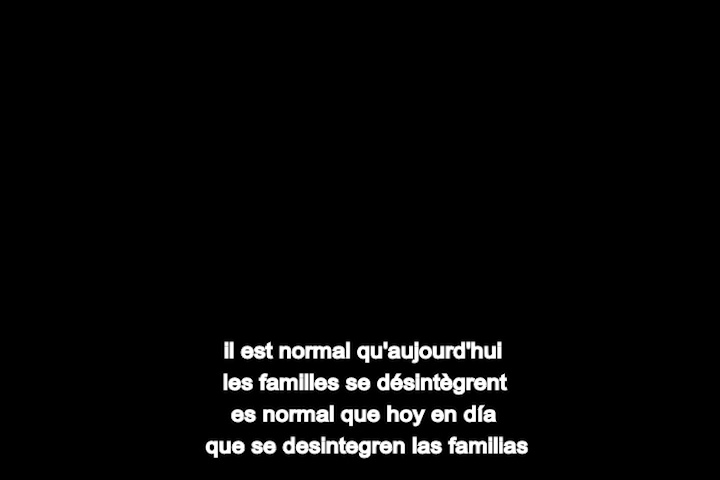 il est normal qu'aujourd'hui
les familles se désintègrent
es normal que hoy en día
que se desintegren las familias